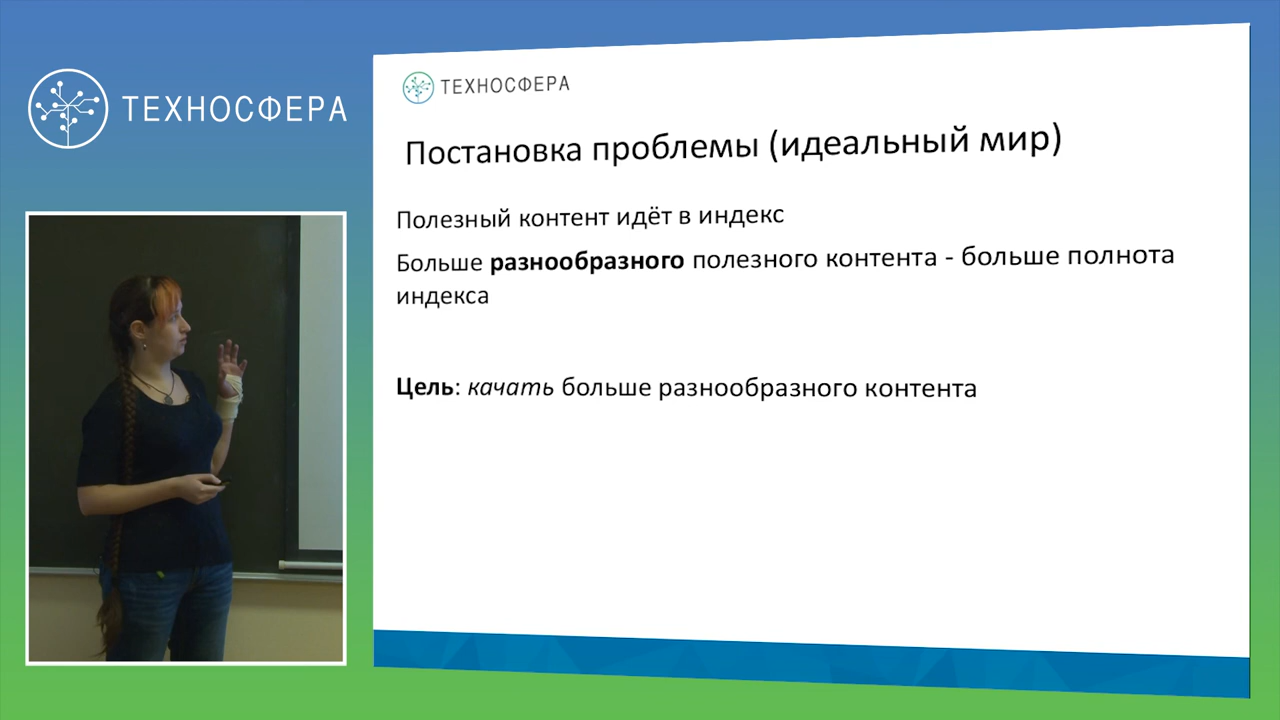 ТЕХНОСФЕРА
ТЕХНОСФЕРА
Постановка проблемы (идеальный мир)
Полезный контент идёт в индекс
Больше разнообразного полезного контента - больше полнота
индекса
Цель: качать больше разнообразного контента